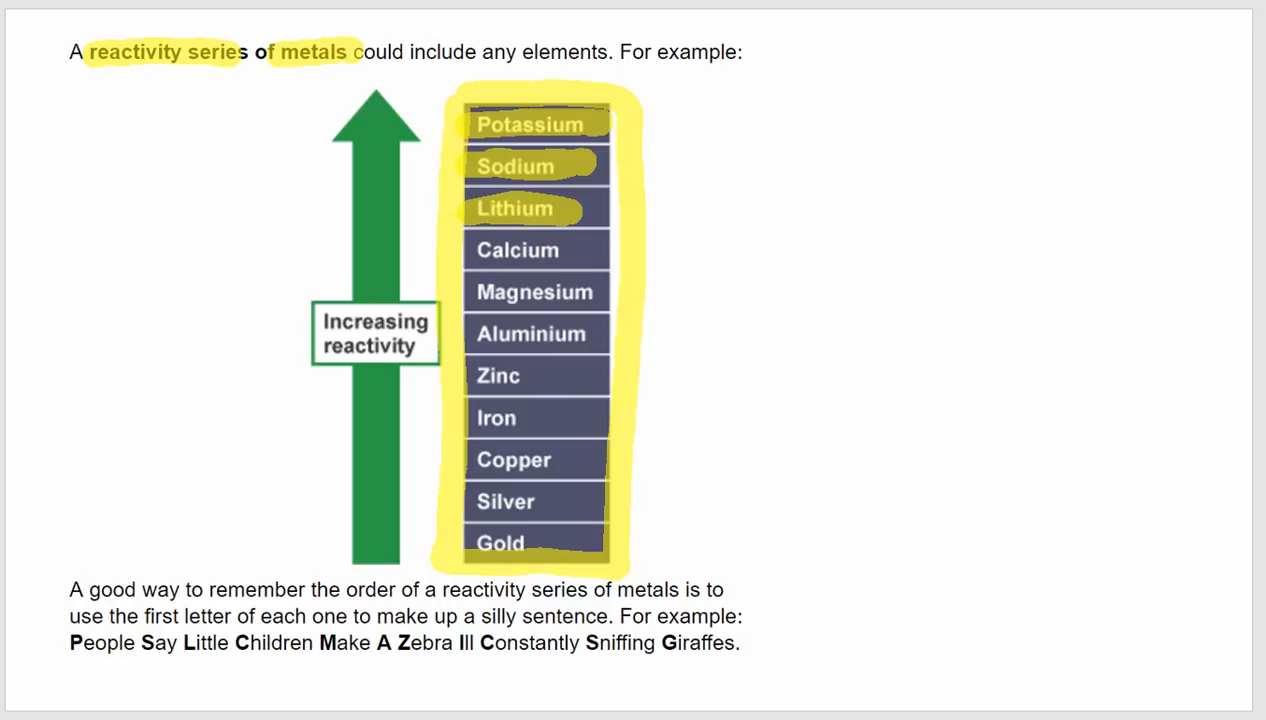 A reactivity series of metals could include any elements. For example:
Potassium
Sodium
Lithium
Calcium
Magnesium
Aluminium
Zinc
Iron
Copper
Silver
Gold
Increasing
reactivity
A good way to remember the order of a reactivity series of metals is to
use the first letter of each one to make up a silly sentence. For example:
People Say Little Children Make A Zebra Ill Constantly Sniffing Giraffes.